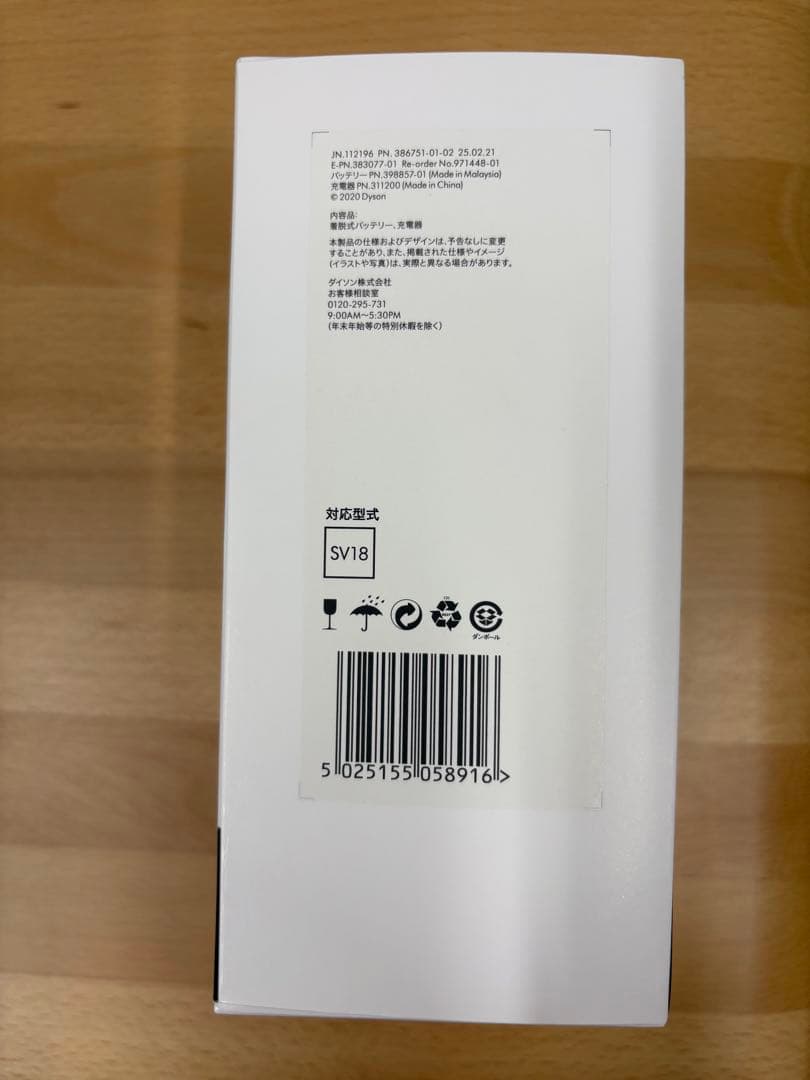 JN.112196 PN. 386751-01-02 25.02.21
E-PN.383077-01 Re-order No.971448-01
バッテリー PN.398857-01 (Made in Malaysia)
充電器 PN.311200 (Made in China)
© 2020 Dyson
内容品:
着脱式バッテリー、充電器
本製品の仕様およびデザインは、予告なしに変更
することがあり、また、掲載された仕様やイメージ
(イラストや写真)は、実際と異なる場合があります。
ダイソン株式会社
お客様相談室
0120-295-731
9:00AM〜5:30PM
(年末年始等の特別休暇を除く)
対応型式
SV18
ダンボール
5 025155 058916 >